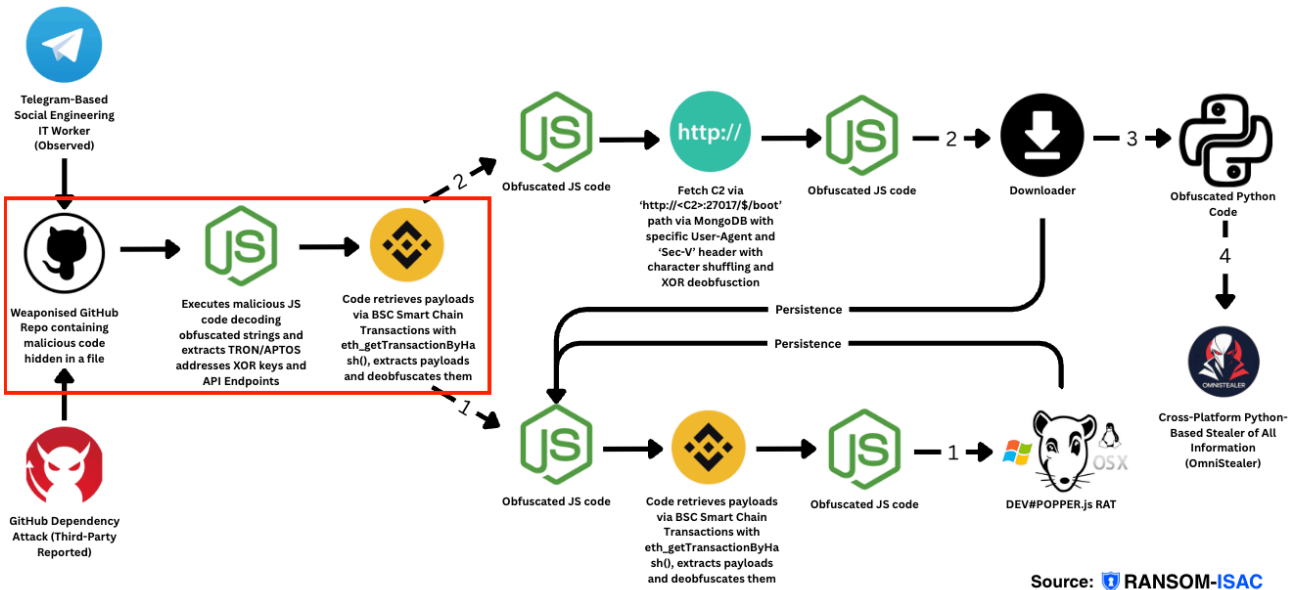 Telegram-Based
Social Engineering
IT Worker
(Observed)
Weaponised GitHub
Repo containing
malicious code
hidden in a file
GitHub Dependency
Attack (Third-Party
Reported)
JS
Executes malicious JS
code decoding
obfuscated strings and
extracts TRON/APTOS
addresses XOR keys and
API Endpoints
Code retrieves payloads
via BSC Smart Chain
Transactions with
eth_getTransactionByHa
sh(), extracts payloads
and deobfuscates them
2
JS
Obfuscated JS code
http://
Fetch C2 via
‘http://<C2>:27017/$/boot’
path via MongoDB with
specific User-Agent and
‘Sec-V’ header with
character shuffling and
XOR deobfusction
JS
Obfuscated JS code
2
Downloader
3
Obfuscated Python
Code
4
OMNISTEALER
Cross-Platform Python-
Based Stealer of All
Information
(OmniStealer)
Persistence
Persistence
1
JS
Obfuscated JS code
Code retrieves payloads
via BSC Smart Chain
Transactions with
eth_getTransactionByHa
sh(), extracts payloads
and deobfuscates them
JS
Obfuscated JS code
1
OS X
DEV#POPPER.js RAT
Source: RANSOM-ISAC